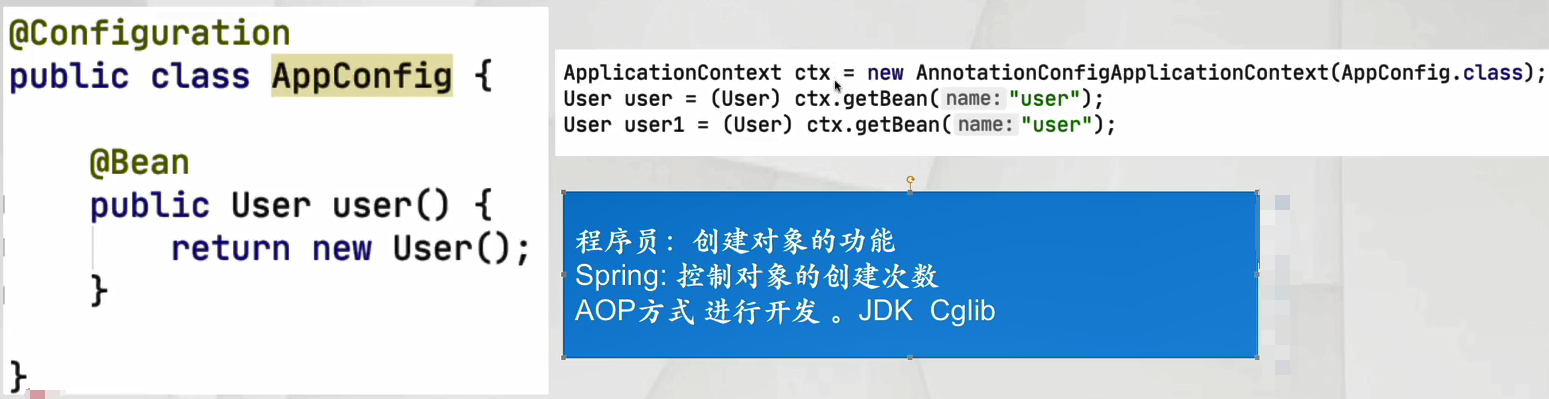 @Configuration
public class AppConfig {
@Bean
public User user() {
return new User();
}
}
ApplicationContext ctx = new AnnotationConfigApplicationContext(AppConfig.class);
User user = (User) ctx.getBean( name: "user");
User user1 = (User) ctx.getBean( name: "user");
程序员：创建对象的功能
Spring: 控制对象的创建次数
AOP方式 进行开发 。JDK Cglib